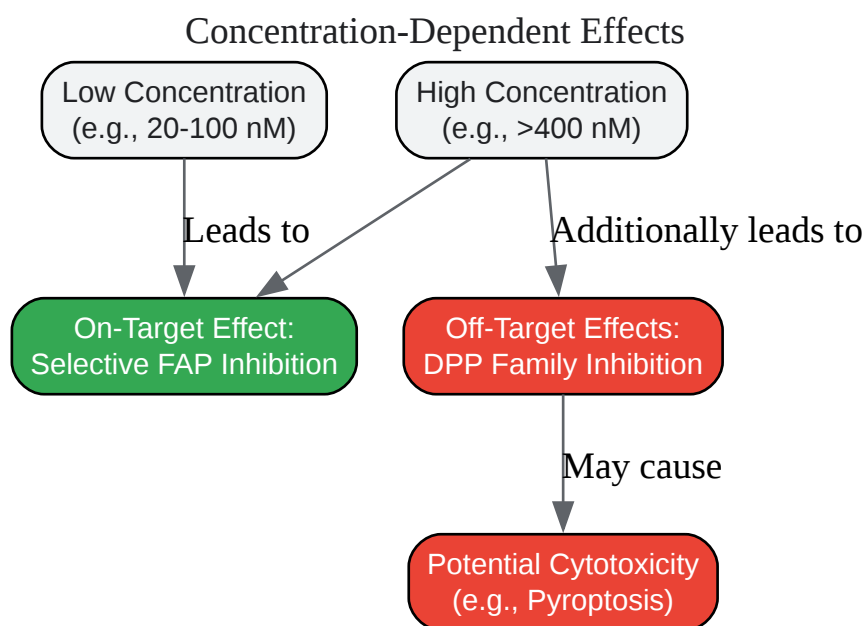 Concentration-Dependent Effects
Low Concentration
(e.g., 20-100 nM)
High Concentration
(e.g., >400 nM)
Leads to
Additionally leads to
On-Target Effect:
Selective FAP Inhibition
Off-Target Effects:
DPP Family Inhibition
May cause
Potential Cytotoxicity
(e.g., Pyroptosis)